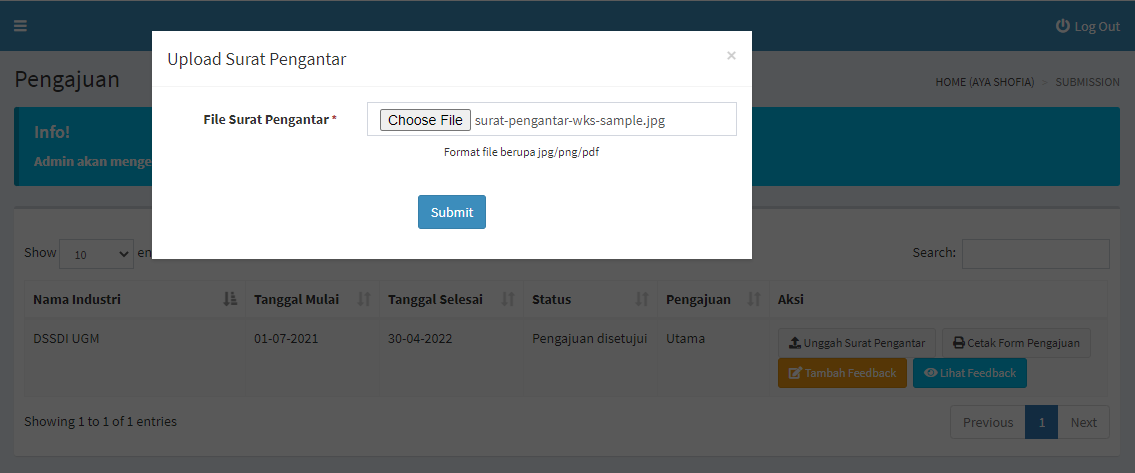 Log Out
Upload Surat Pengantar
×
Pengajuan
HOME (AYA SHOFIA) > SUBMISSION
File Surat Pengantar *
Choose File surat-pengantar-wks-sample.jpg
Format file berupa jpg/png/pdf
Info!
Admin akan menge
Submit
Show 10 en
Search:
Nama Industri Tanggal Mulai Tanggal Selesai Status Pengajuan Aksi
DSSDI UGM 01-07-2021 30-04-2022 Pengajuan disetujui Utama Unggah Surat Pengantar Cetak Form Pengajuan
Tambah Feedback Lihat Feedback
Showing 1 to 1 of 1 entries
Previous 1 Next